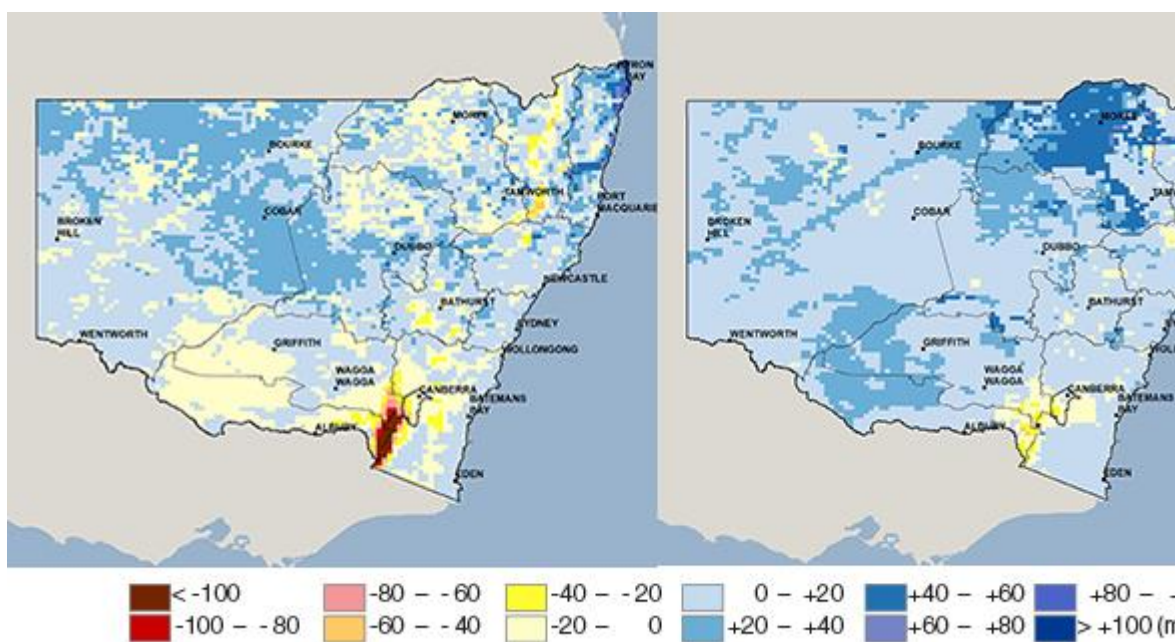 BYRON
BAY
MOREE
BOURKE
TAMWORTH
COBAR
PORT
MACQUARIE
BROKEN
HILL
DUBBO
NEWCASTLE
BATHURST
WENTWORTH
SYDNEY
GRIFFITH
WOLLONGONG
WAGGA
WAGGA
CANBERRA
BATEMANS
BAY
ALBURY
EDEN
MOREE
BOURKE
TAM
COBAR
BROKEN
HILL
DUBBO
BATHURST
WENTWORTH
GRIFFITH
WOLL
WAGGA
WAGGA
CANBERRA
BATEMANS
BAY
ALBURY
EDEN
< -100 -80 - -60 -40 - -20 0 - +20 +40 - +60 +80 -
-100 - -80 -60 - -40 -20 - 0 +20 - +40 +60 - +80 > +100